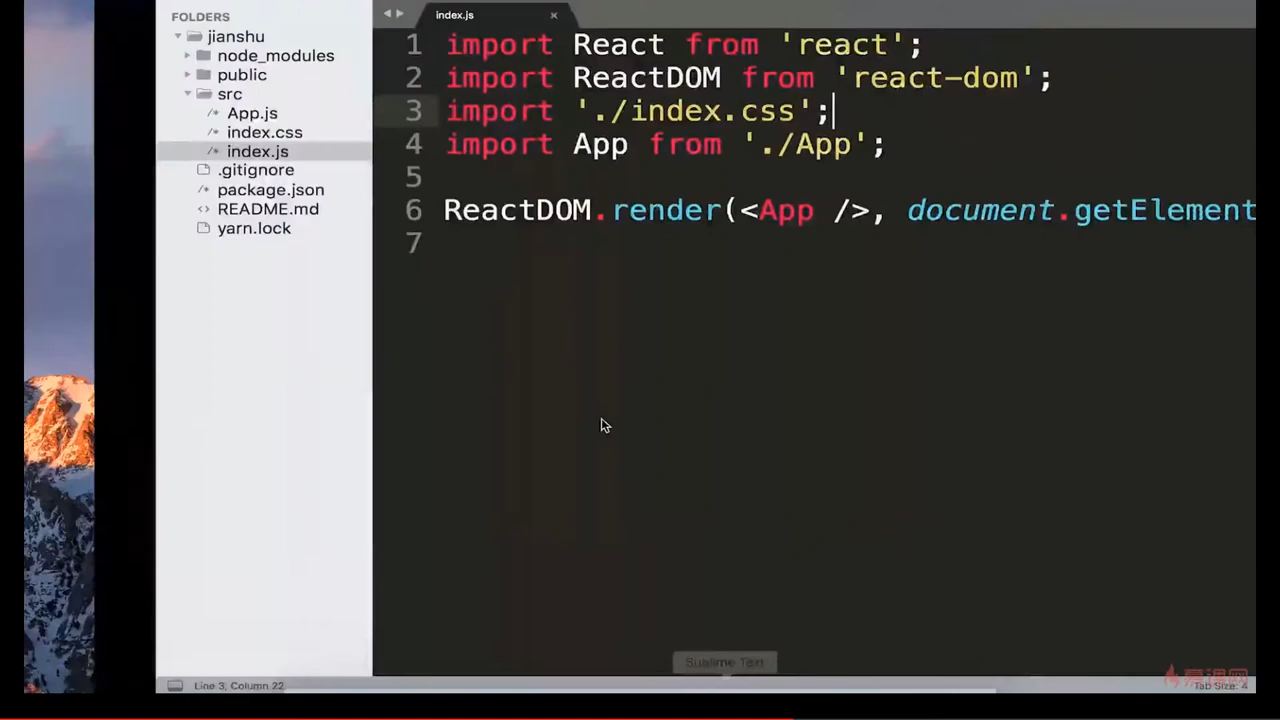 FOLDERS
jianshu
node_modules
public
src
App.js
index.css
index.js
.gitignore
package.json
README.md
yarn.lock
index.js
1 import React from 'react';
2 import ReactDOM from 'react-dom';
3 import './index.css';
4 import App from './App';
5
6 ReactDOM.render(<App />, document.getElement
7
Sublime Text
Line 3, Column 22
慕课网
Tab Size: 4